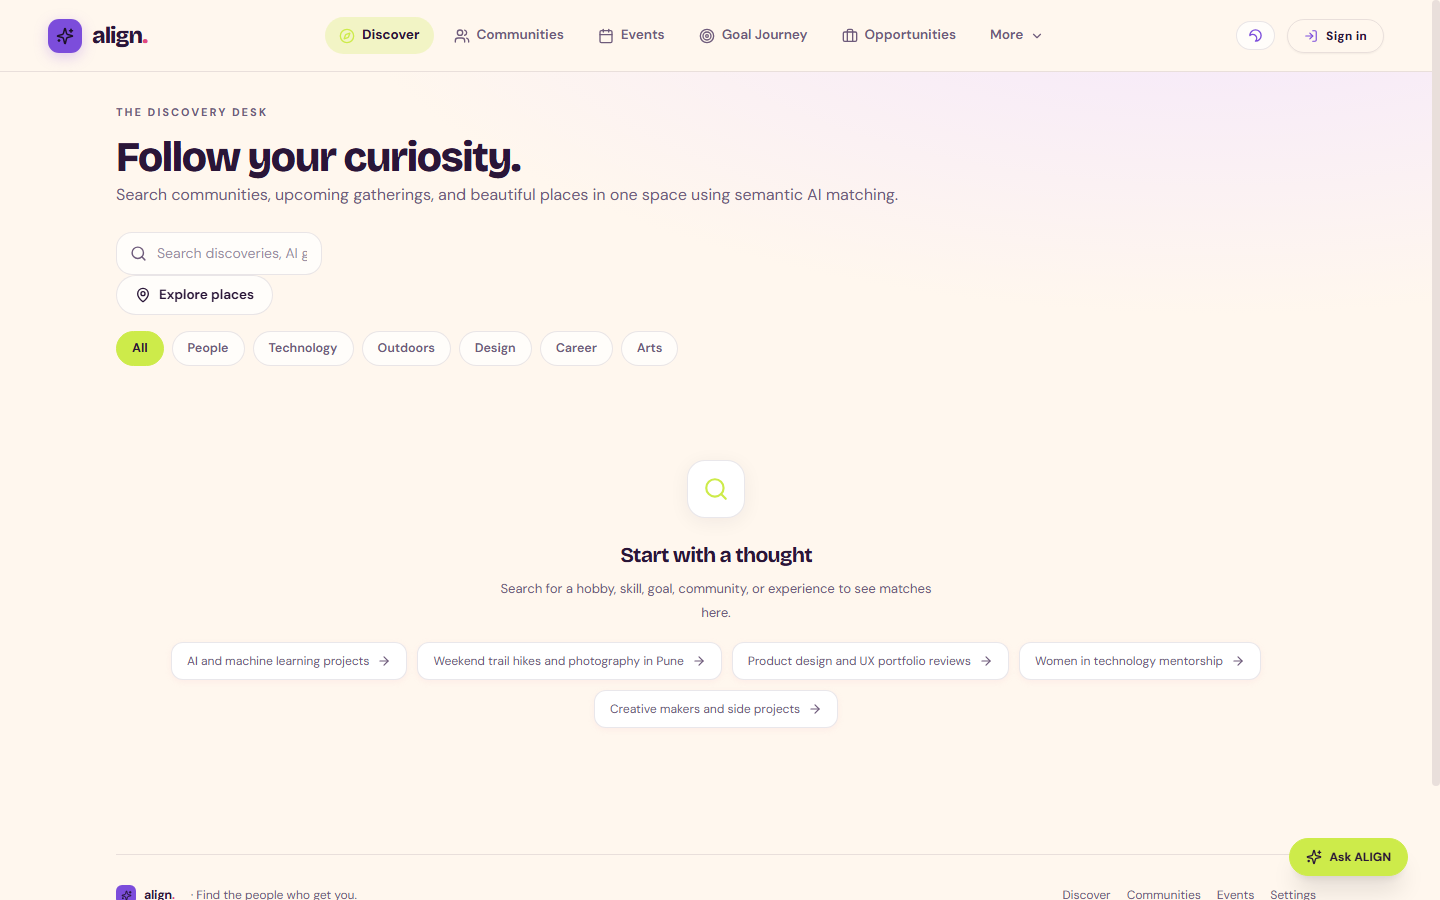 align.
Discover
Communities
Events
Goal Journey
Opportunities
More
Sign in
THE DISCOVERY DESK
Follow your curiosity.
Search communities, upcoming gatherings, and beautiful places in one space using semantic AI matching.
Search discoveries, AI g
Explore places
All
People
Technology
Outdoors
Design
Career
Arts
Start with a thought
Search for a hobby, skill, goal, community, or experience to see matches
here.
AI and machine learning projects
Weekend trail hikes and photography in Pune
Product design and UX portfolio reviews
Women in technology mentorship
Creative makers and side projects
Ask ALIGN
align.
· Find the people who get you.
Discover
Communities
Events
Settings